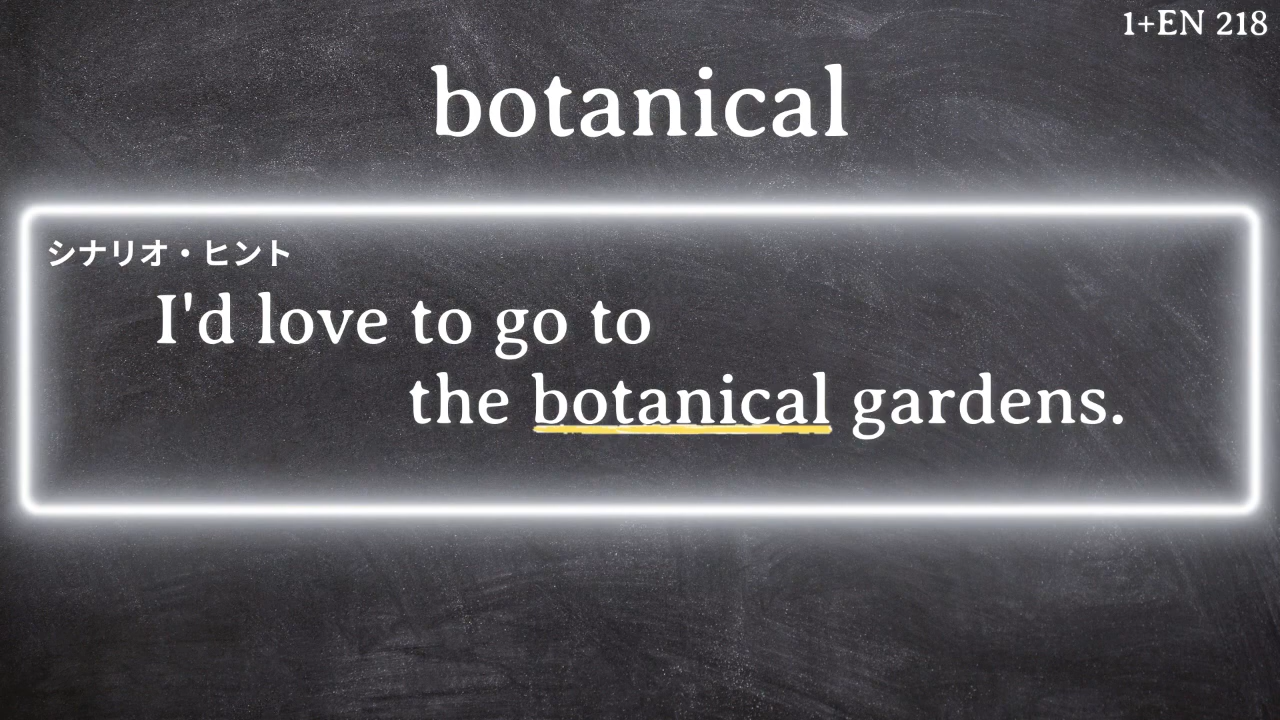 1+EN 218
botanical
シナリオ・ヒント
I'd love to go to
the botanical gardens.